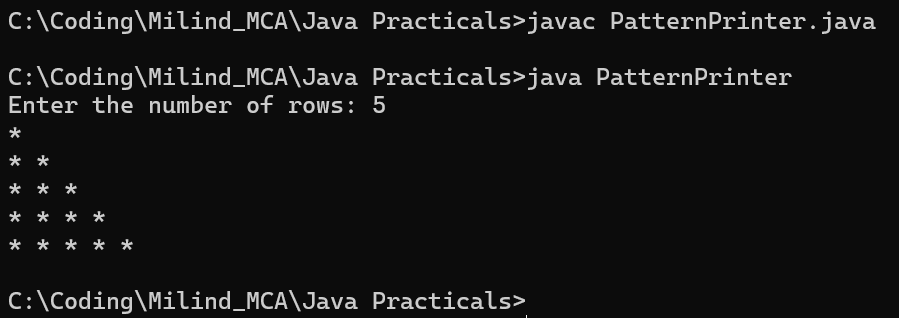 C:\Coding\Milind_MCA\Java Practicals>javac PatternPrinter.java
C:\Coding\Milind_MCA\Java Practicals>java PatternPrinter
Enter the number of rows: 5
*
* *
* * *
* * * *
* * * * *
C:\Coding\Milind_MCA\Java Practicals>